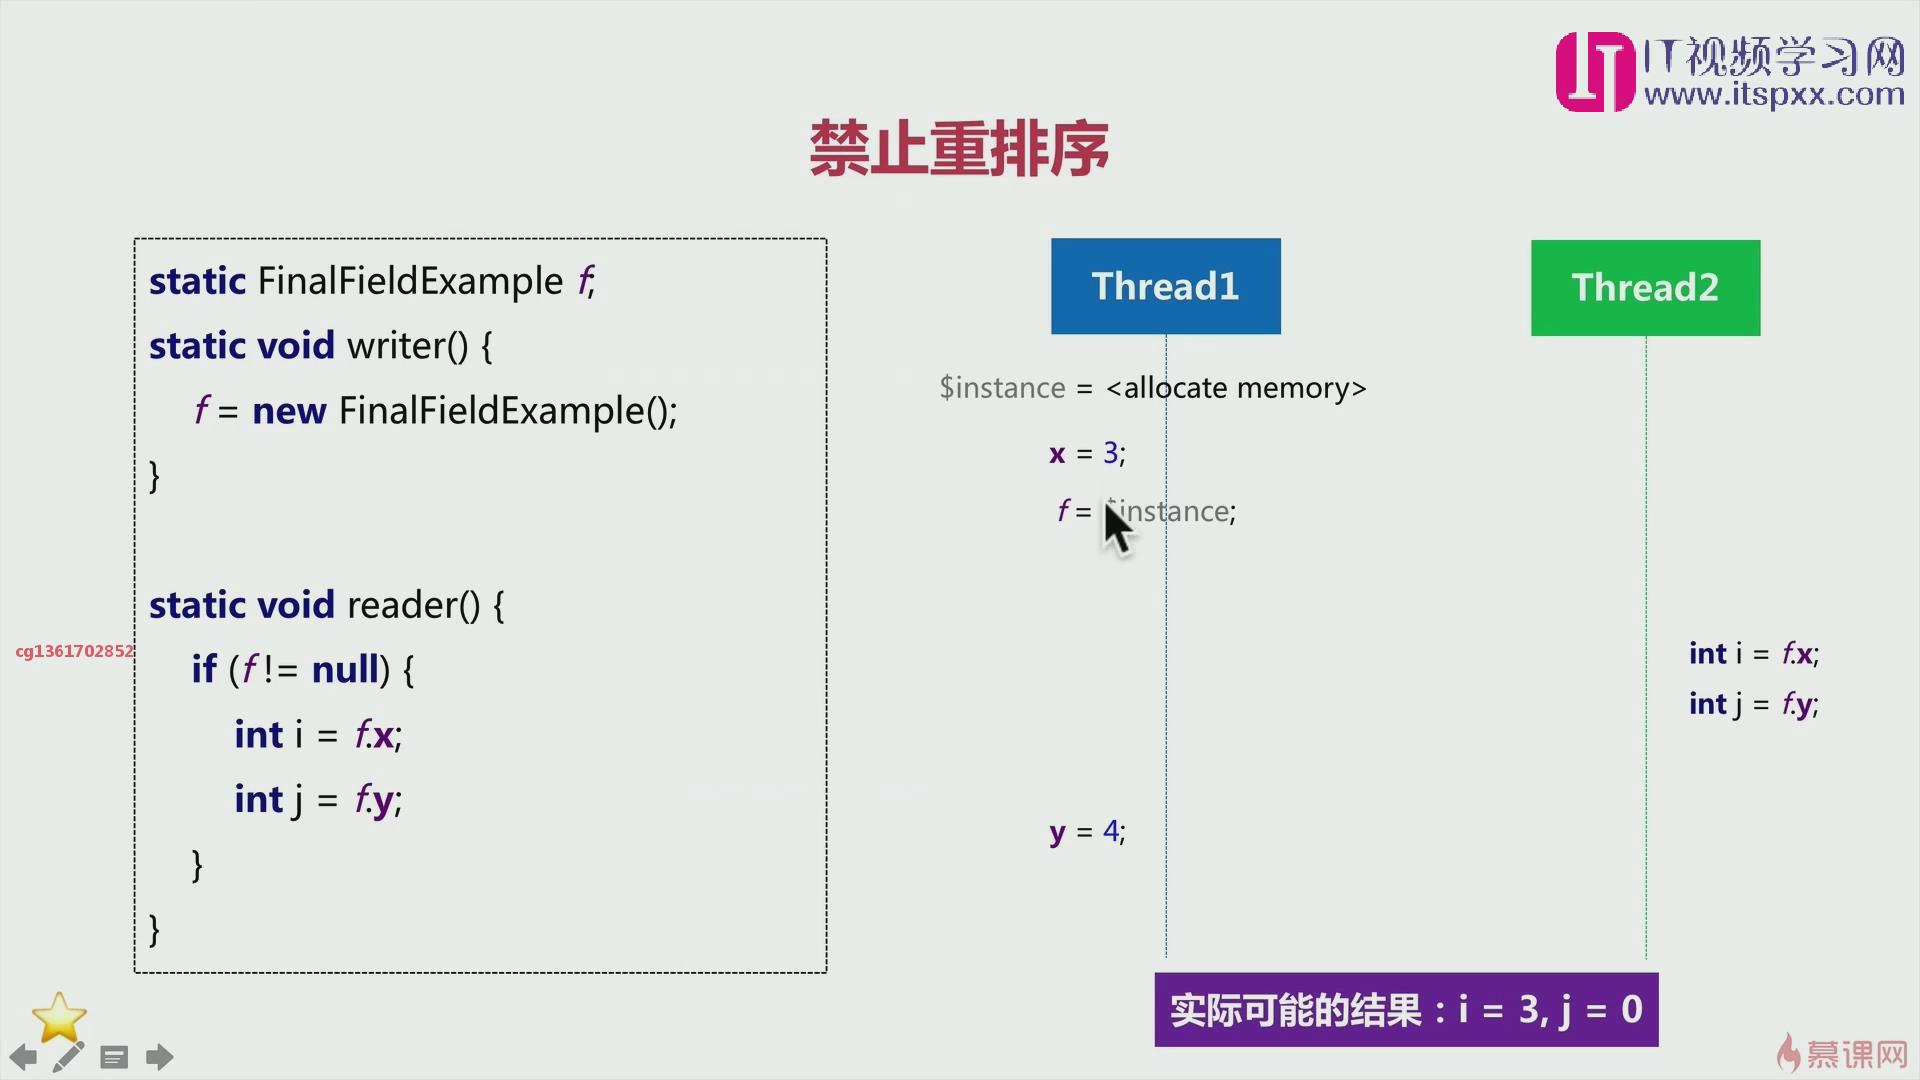 IT视频学习网
www.itspxx.com
禁止重排序
static FinalFieldExample f;
static void writer() {
f = new FinalFieldExample();
}
static void reader() {
if (f != null) {
int i = f.x;
int j = f.y;
}
}
cg1361702852
Thread1
$instance = <allocate memory>
x = 3;
f = $instance;
y = 4;
Thread2
int i = f.x;
int j = f.y;
实际可能的结果：i = 3, j = 0
慕课网